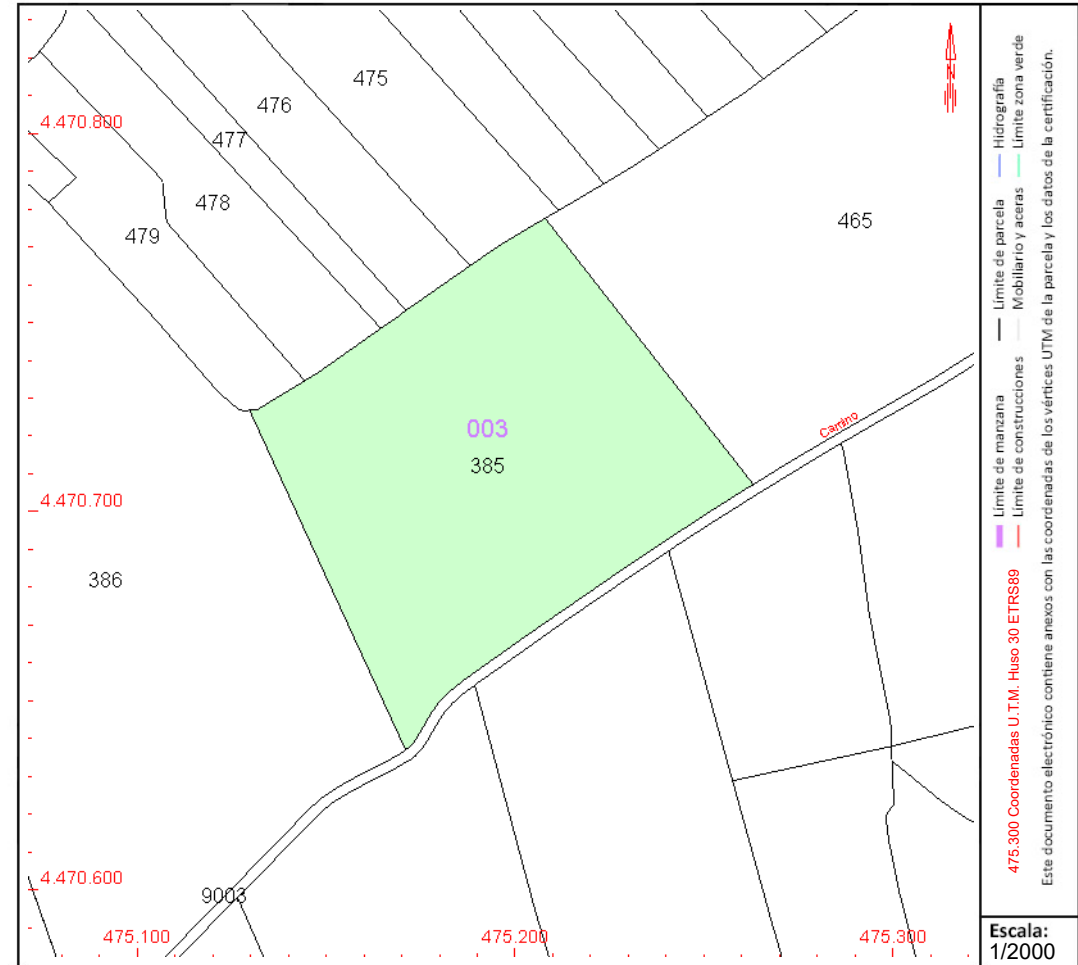 475
476
4.470.800
477
478
465
479
Camino
003
385
4.470.700
386
4.470.600
9003
475.100
475.200
475.300
N
475.300 Coordenadas U.T.M. Huso 30 ETRS89
Límite de manzana
Límite de construcciones
Límite de parcela
Mobiliario y aceras
Hidrografía
Límite zona verde
Este documento electrónico contiene anexos con las coordenadas de los vértices UTM de la parcela y los datos de la certificación.
Escala:
1/2000